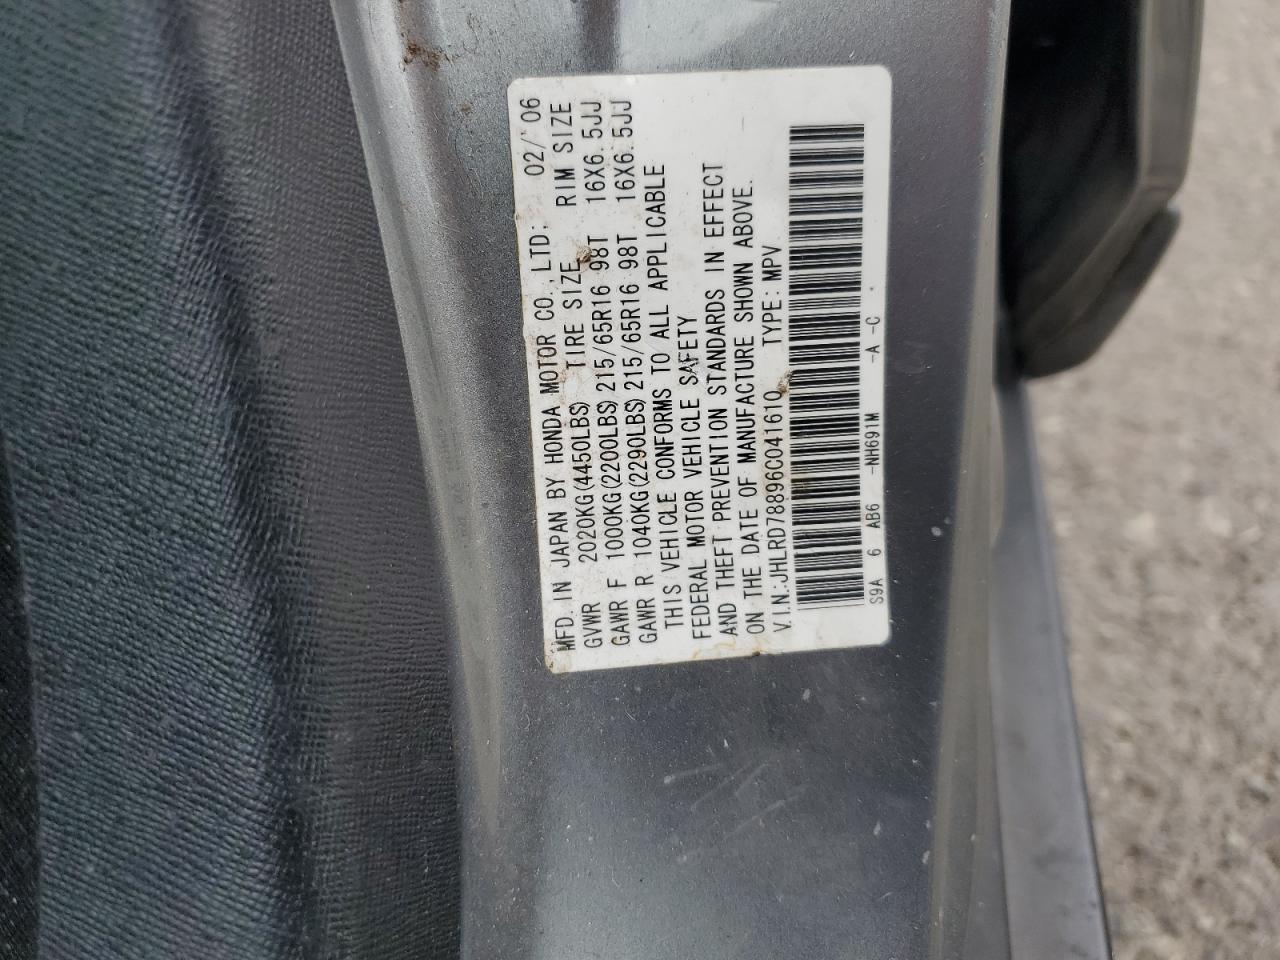 MFD. IN JAPAN BY HONDA MOTOR CO.,LTD; 02/'06
GVWR 2020KG(4450LBS) TIRE SIZE RIM SIZE
GAWR F 1000KG(2200LBS)215/65R16 98T 16X6.5JJ
GAWR R 1040KG(2290LBS)215/65R16 98T 16X6.5JJ
THIS VEHICLE CONFORMS TO ALL APPLICABLE
FEDERAL MOTOR VEHICLE SAFETY
AND THEFT PREVENTION STANDARDS IN EFFECT
ON THE DATE OF MANUFACTURE SHOWN ABOVE.
V.I.N.:JHLRD78896C041610 TYPE:MPV
S9A 6 AB6 -NH691M -A -C